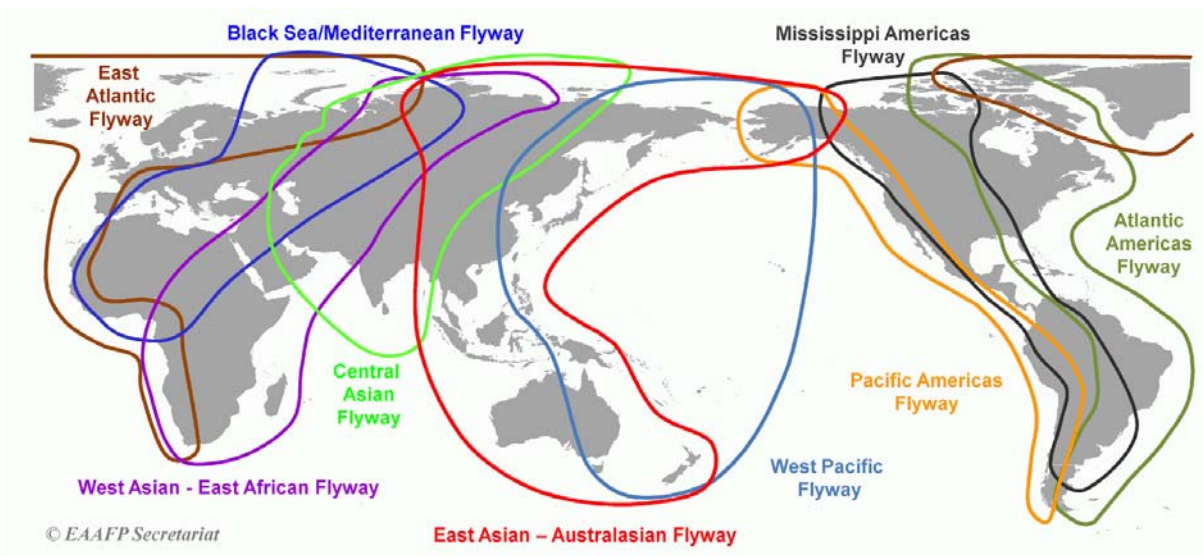 Black Sea/Mediterranean Flyway
Mississippi Americas
Flyway
East
Atlantic
Flyway
Atlantic
Americas
Flyway
Central
Asian
Flyway
Pacific Americas
Flyway
West Pacific
Flyway
West Asian - East African Flyway
© EAAFP Secretariat
East Asian – Australasian Flyway